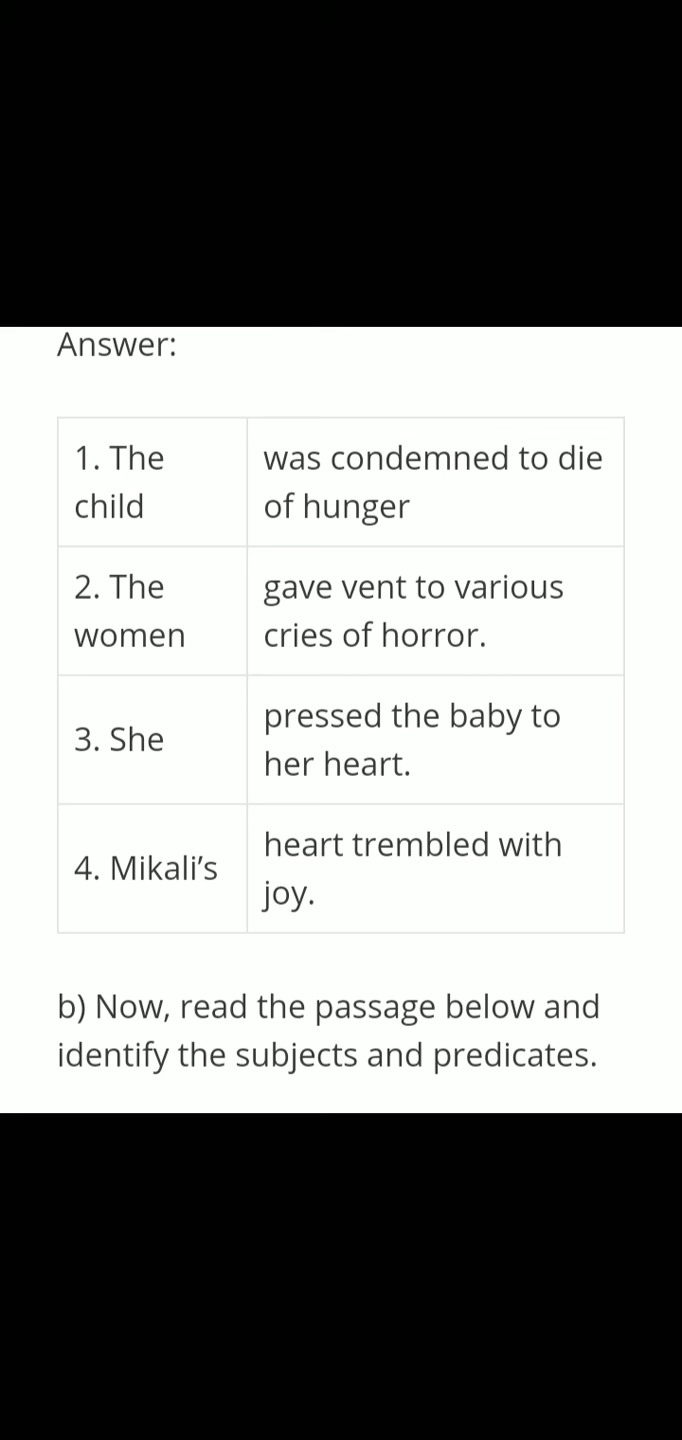 Answer:
1. The
child
was condemned to die
of hunger
2. The
women
gave vent to various
cries of horror.
3. She
pressed the baby to
her heart.
4. Mikali’s
heart trembled with
joy.
b) Now, read the passage below and
identify the subjects and predicates.